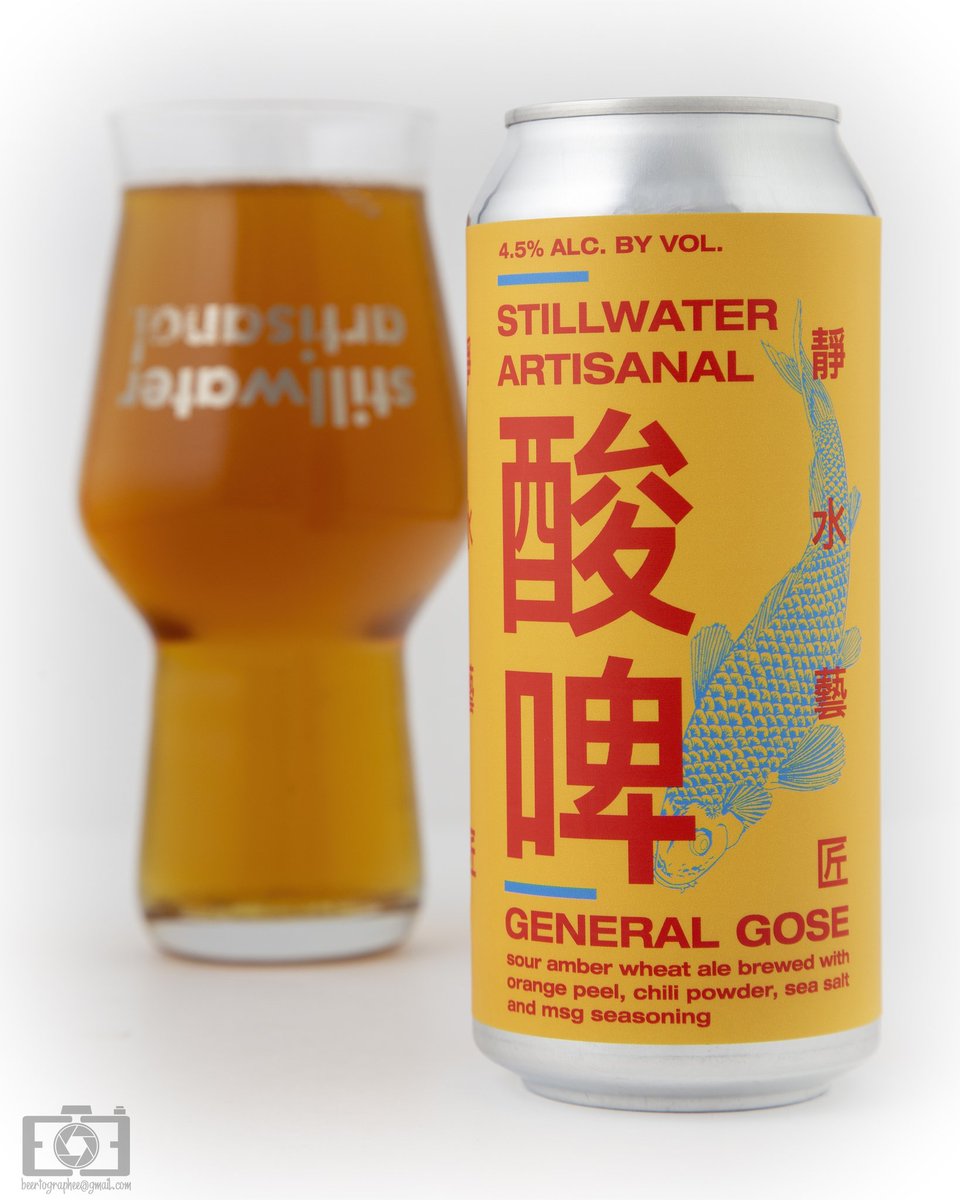 4.5% ALC. BY VOL.
STILLWATER
ARTISANAL
酸
啤
靜
水
藝
匠
GENERAL GOSE
sour amber wheat ale brewed with
orange peel, chili powder, sea salt
and msg seasoning
stillwater
artisanal
beertographee@gmail.com